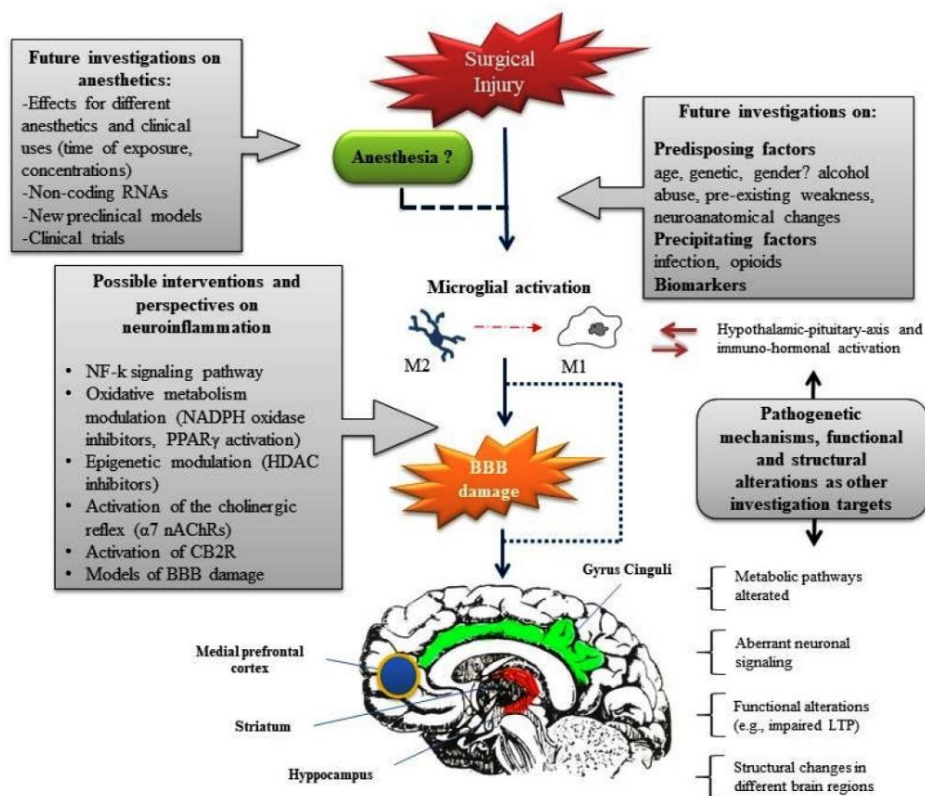 Surgical
Injury
Future investigations on
anesthetics:
-Effects for different
anesthetics and clinical
uses (time of exposure,
concentrations)
-Non-coding RNAs
-New preclinical models
-Clinical trials
Anesthesia ?
Future investigations on:
Predisposing factors
age, genetic, gender? alcohol
abuse, pre-existing weakness,
neuroanatomical changes
Precipitating factors
infection, opioids
Biomarkers
Possible interventions and
perspectives on
neuroinflammation
• NF-k signaling pathway
• Oxidative metabolism
modulation (NADPH oxidase
inhibitors, PPARγ activation)
• Epigenetic modulation (HDAC
inhibitors)
• Activation of the cholinergic
reflex (α7 nAChRs)
• Activation of CB2R
• Models of BBB damage
Microglial activation
M2
M1
Hypothalamic-pituitary-axis and
immuno-hormonal activation
Pathogenetic
mechanisms, functional
and structural
alterations as other
investigation targets
BBB
damage
Gyrus Cinguli
Medial prefrontal
cortex
Striatum
Hyppocampus
Metabolic pathways
alterated
Aberrant neuronal
signaling
Functional alterations
(e.g., impaired LTP)
Structural changes in
different brain regions